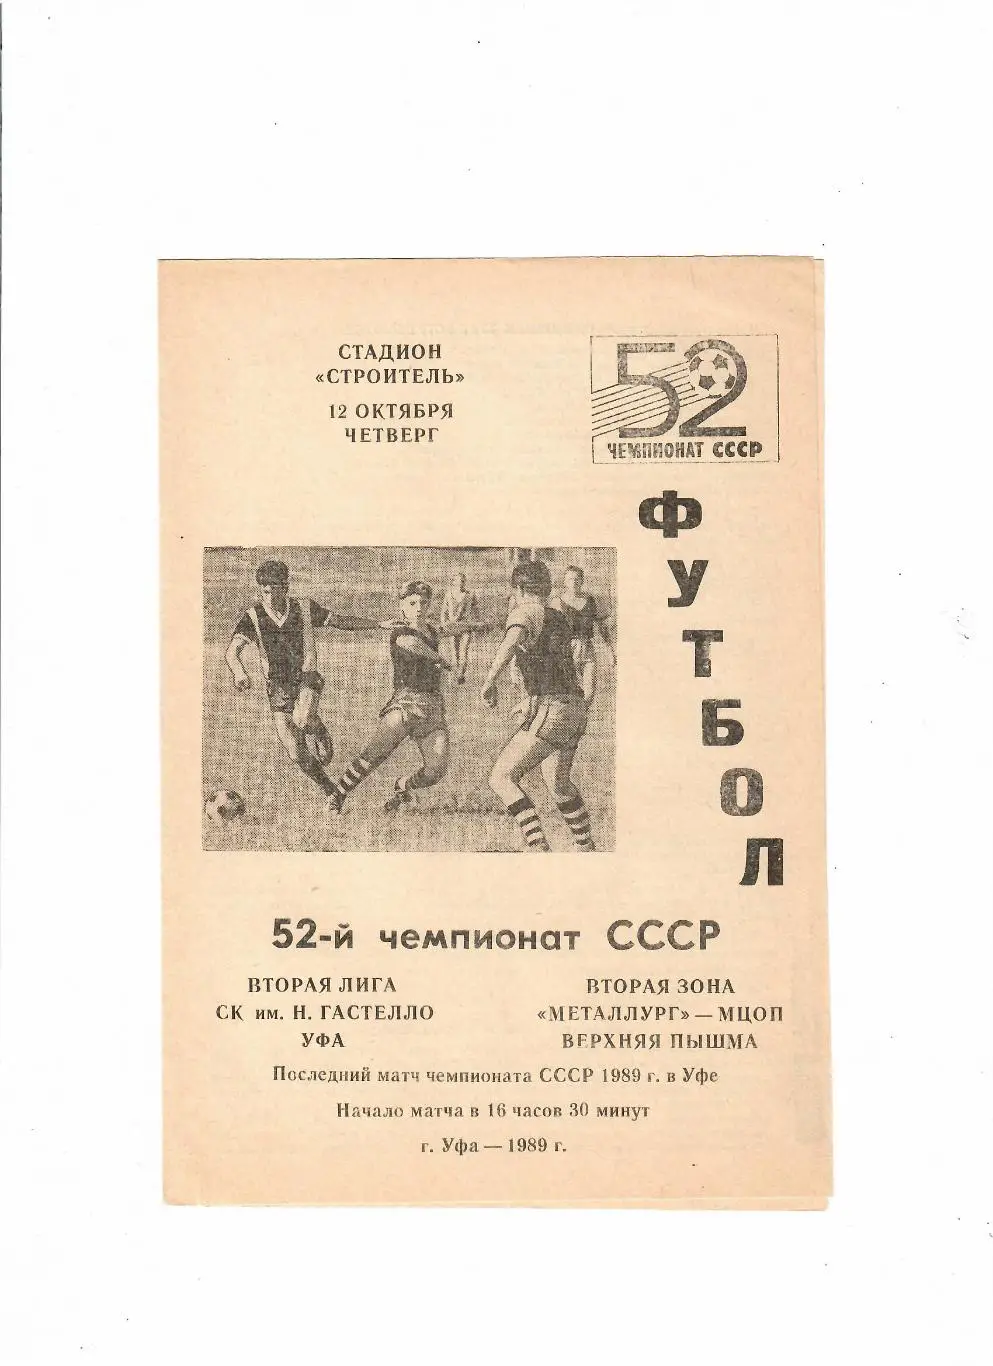 СТАДИОН
«СТРОИТЕЛЬ»
12 ОКТЯБРЯ
ЧЕТВЕРГ
52
ЧЕМПИОНАТ СССР
ФУТБОЛ
52-й чемпионат СССР
ВТОРАЯ ЛИГА
СК им. Н. ГАСТЕЛЛО
УФА
ВТОРАЯ ЗОНА
«МЕТАЛЛУРГ» — МЦОП
ВЕРХНЯЯ ПЫШМА
Последний матч чемпионата СССР 1989 г. в Уфе
Начало матча в 16 часов 30 минут
г. Уфа — 1989 г.